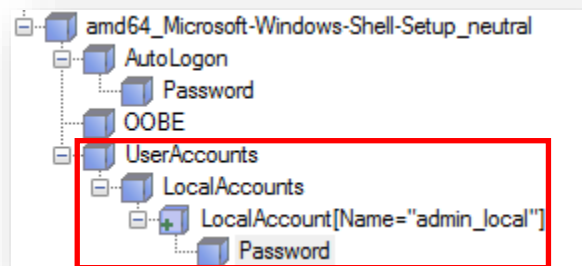 amd64_Microsoft-Windows-Shell-Setup_neutral
AutoLogon
Password
OOBE
UserAccounts
LocalAccounts
LocalAccount[Name="admin_local"]
Password